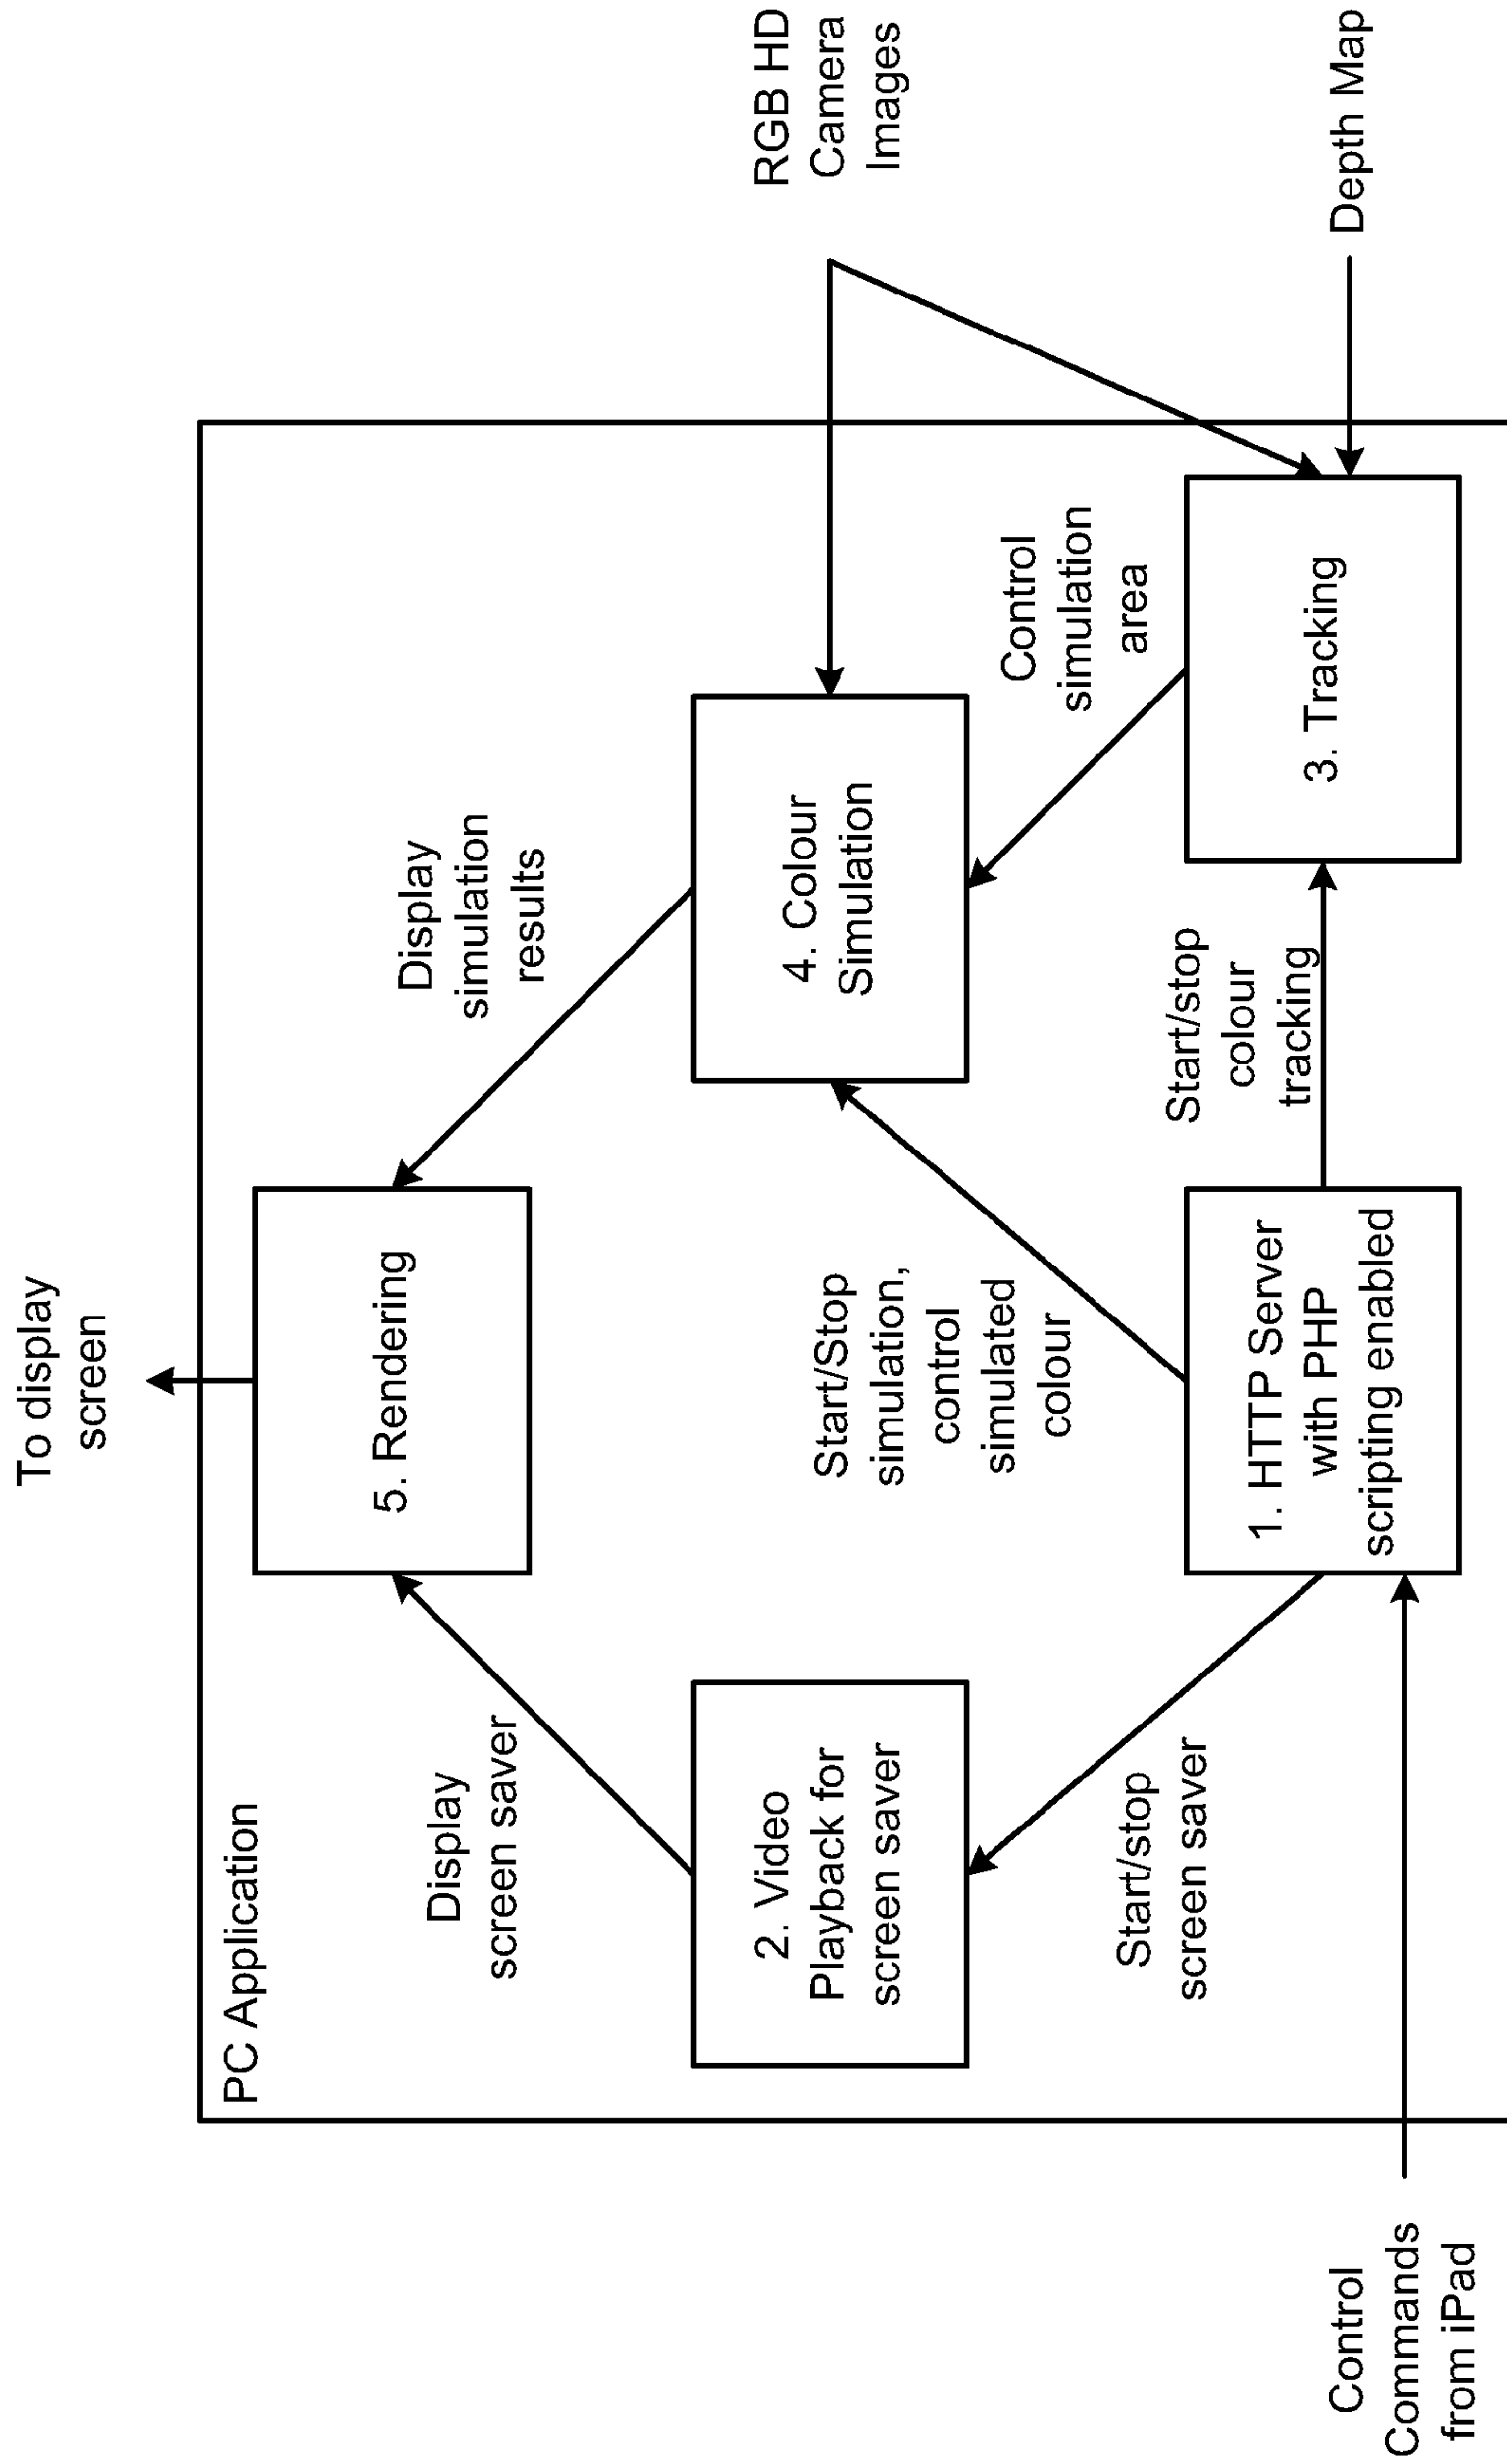 To display
screen
PC Application
5. Rendering
Display
screen saver
Display
simulation
results
2. Video
Playback for
screen saver
Start/Stop
simulation,
control
simulated
colour
4. Colour
Simulation
RGB HD
Camera
Images
Start/stop
screen saver
Start/stop
colour
tracking
Control
simulation
area
1. HTTP Server
with PHP
scripting enabled
3. Tracking
Depth Map
Control
Commands
from iPad